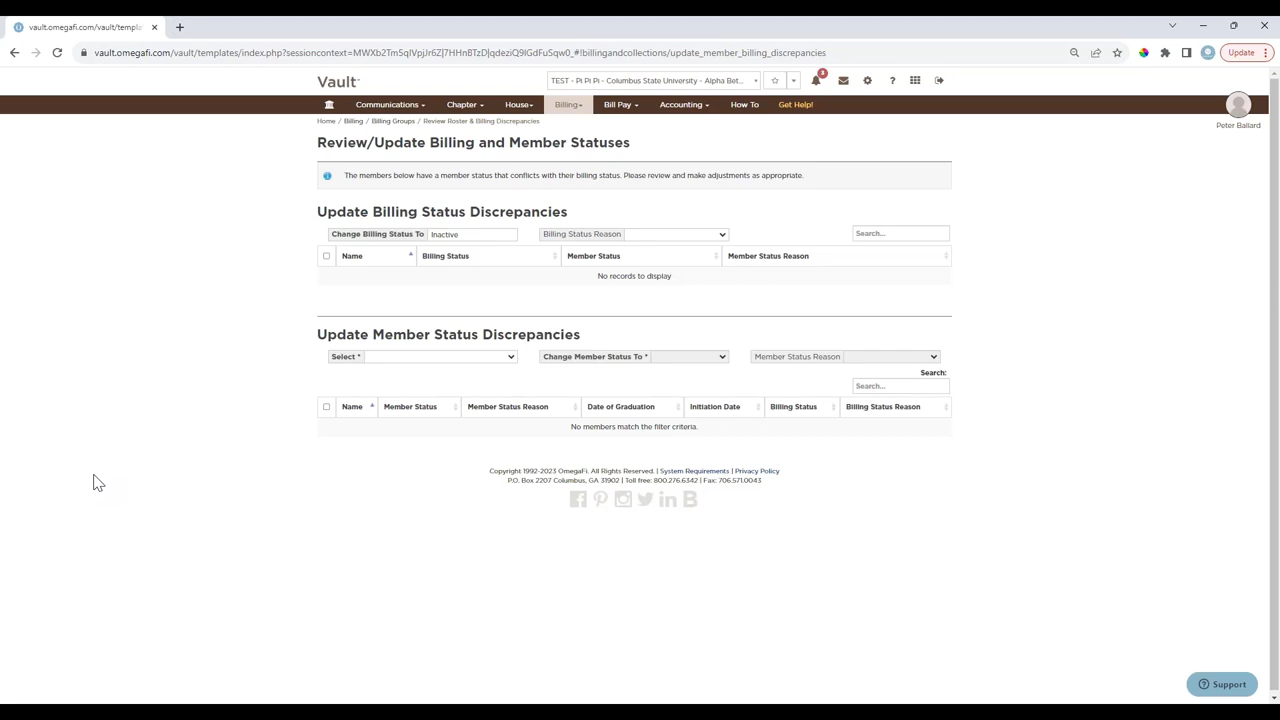 vault.omegafi.com/vault/templa
vault.omegafi.com/vault/templates/index.php?sessioncontext=MWXb2Tm5qIVpjJr6Z|7HHnBTzD|qdeziQ9lGdFuSqw0_#!billingandcollections/update_member_billing_discrepancies
Update
Vault
TEST - Pi Pi Pi - Columbus State University - Alpha Bet...
3
Communications Chapter House Billing Bill Pay Accounting How To Get Help!
Peter Ballard
Home / Billing / Billing Groups / Review Roster & Billing Discrepancies
Review/Update Billing and Member Statuses
The members below have a member status that conflicts with their billing status. Please review and make adjustments as appropriate.
Update Billing Status Discrepancies
Change Billing Status To Inactive Billing Status Reason Search...
Name Billing Status Member Status Member Status Reason
No records to display
Update Member Status Discrepancies
Select * Change Member Status To * Member Status Reason
Search:
Search...
Name Member Status Member Status Reason Date of Graduation Initiation Date Billing Status Billing Status Reason
No members match the filter criteria.
Copyright 1992-2023 OmegaFi. All Rights Reserved. | System Requirements | Privacy Policy
P.O. Box 2207 Columbus, GA 31902 | Toll free: 800.276.6342 | Fax: 706.571.0043
Support